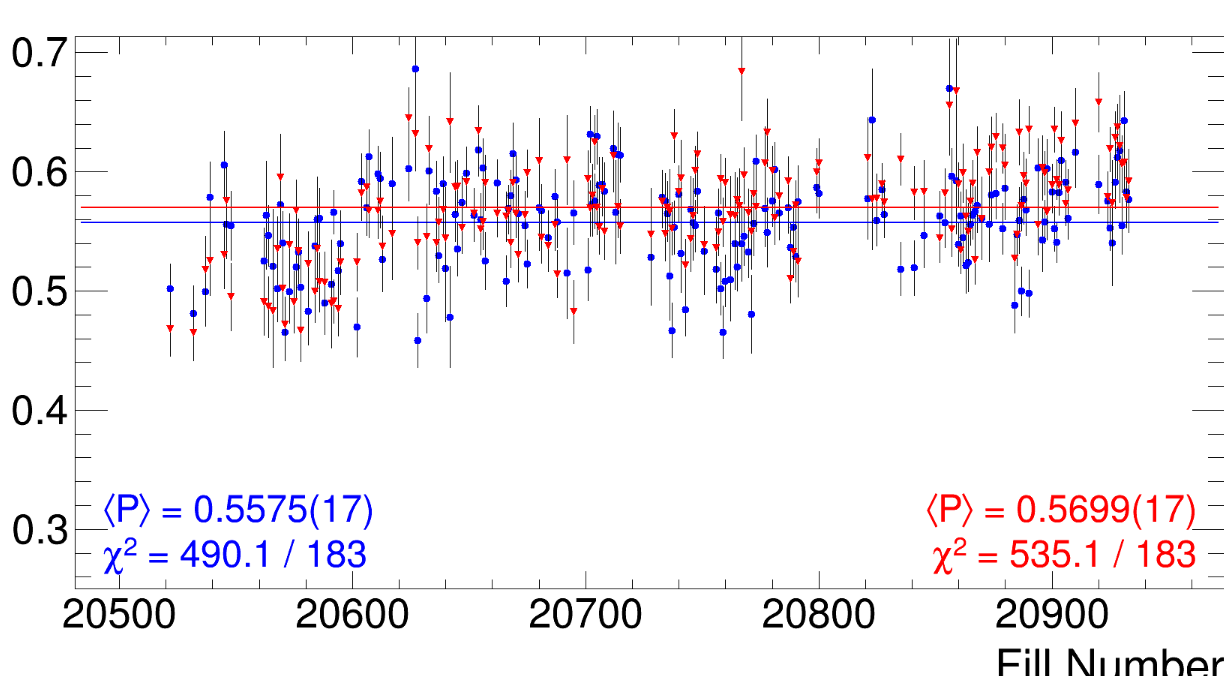 0.7
0.6
0.5
0.4
0.3
⟨P⟩ = 0.5575(17)
χ² = 490.1 / 183
⟨P⟩ = 0.5699(17)
χ² = 535.1 / 183
20500 20600 20700 20800 20900
Fill Number